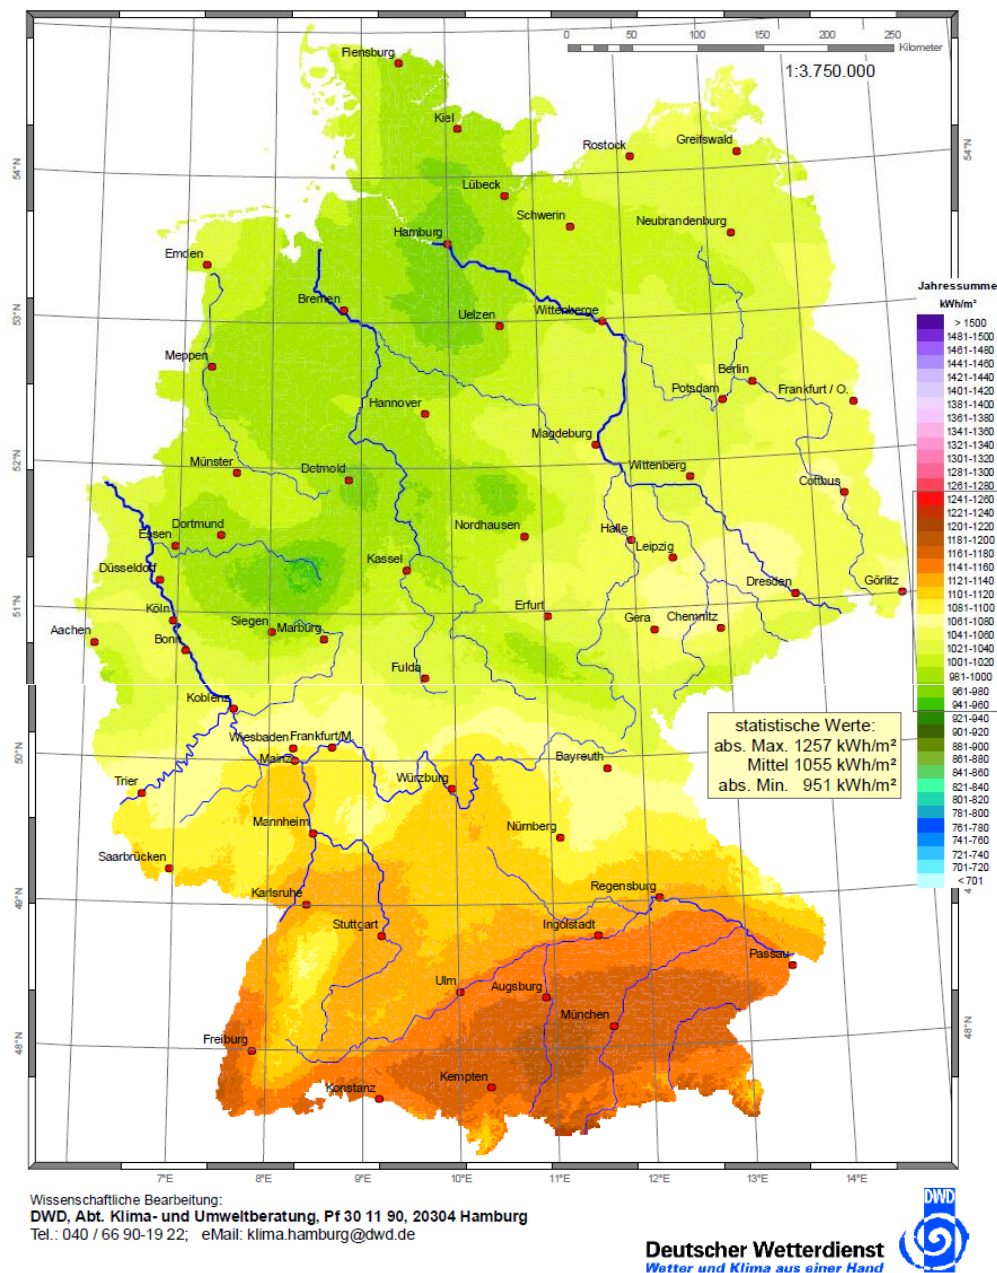 0 50 100 150 200 250
Kilometer
1:3.750.000
Flensburg
Kiel
Rostock
Greifswald
54°N
54°N
Lübeck
Schwerin
Neubrandenburg
Hamburg
Emden
Jahressumme
kWh/m²
Bremen
53°N
53°N
Uelzen
Wittenberge
> 1500
1481-1500
1461-1480
1441-1460
1421-1440
1401-1420
1381-1400
1361-1380
1341-1360
1321-1340
1301-1320
1281-1300
1261-1280
1241-1260
1221-1240
1201-1220
1181-1200
1161-1180
1141-1160
1121-1140
1101-1120
1081-1100
1061-1080
1041-1060
1021-1040
1001-1020
981-1000
961-980
941-960
921-940
901-920
881-900
861-880
841-860
821-840
801-820
781-800
761-780
741-760
721-740
701-720
< 701
Meppen
Berlin
Potsdam
Frankfurt / O.
Hannover
Magdeburg
52°N
52°N
Münster
Detmold
Wittenberg
Cottbus
Dortmund
Essen
Nordhausen
Halle
Leipzig
Düsseldorf
Kassel
Dresden
Görlitz
51°N
51°N
Köln
Erfurt
Aachen
Siegen
Marburg
Gera
Chemnitz
Bonn
Fulda
Koblenz
statistische Werte:
abs. Max. 1257 kWh/m²
Mittel 1055 kWh/m²
abs. Min. 951 kWh/m²
Wiesbaden
Frankfurt/M
Mainz
50°N
50°N
Bayreuth
Trier
Würzburg
Mannheim
Nürnberg
Saarbrücken
Karlsruhe
Regensburg
49°N
4
Stuttgart
Ingolstadt
Passau
Ulm
Augsburg
München
48°N
48°N
Freiburg
Kempten
Konstanz
7°E 8°E 9°E 10°E 11°E 12°E 13°E 14°E
Wissenschaftliche Bearbeitung:
DWD, Abt. Klima- und Umweltberatung, Pf 30 11 90, 20304 Hamburg
Tel.: 040 / 66 90-19 22; eMail: klima.hamburg@dwd.de
DWD
Deutscher Wetterdienst
Wetter und Klima aus einer Hand